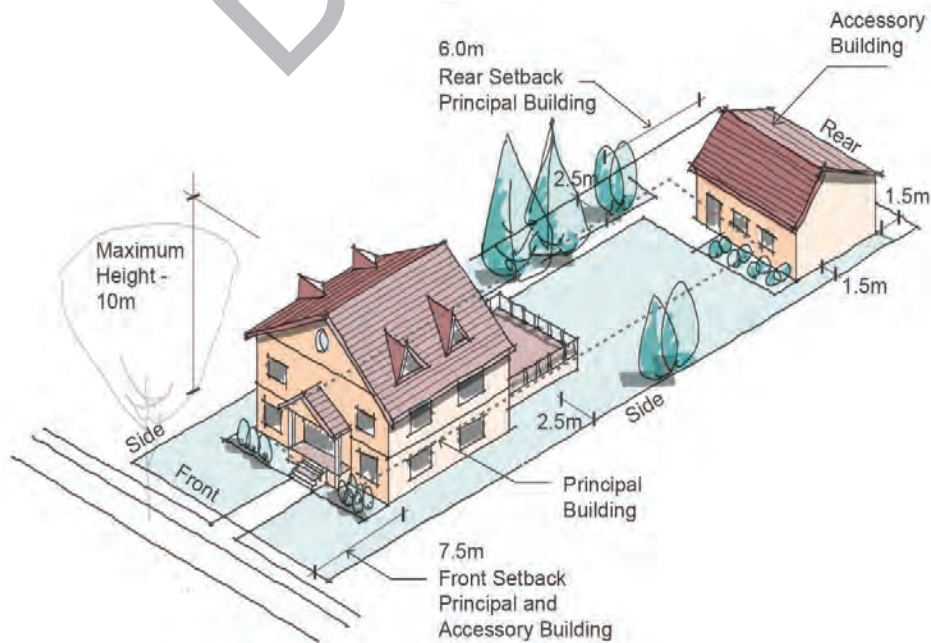 Accessory
Building
6.0m
Rear Setback
Principal Building
Rear
2.5m
1.5m
Maximum
Height -
10m
1.5m
Side
2.5m
Side
Front
Principal
Building
7.5m
Front Setback
Principal and
Accessory Building